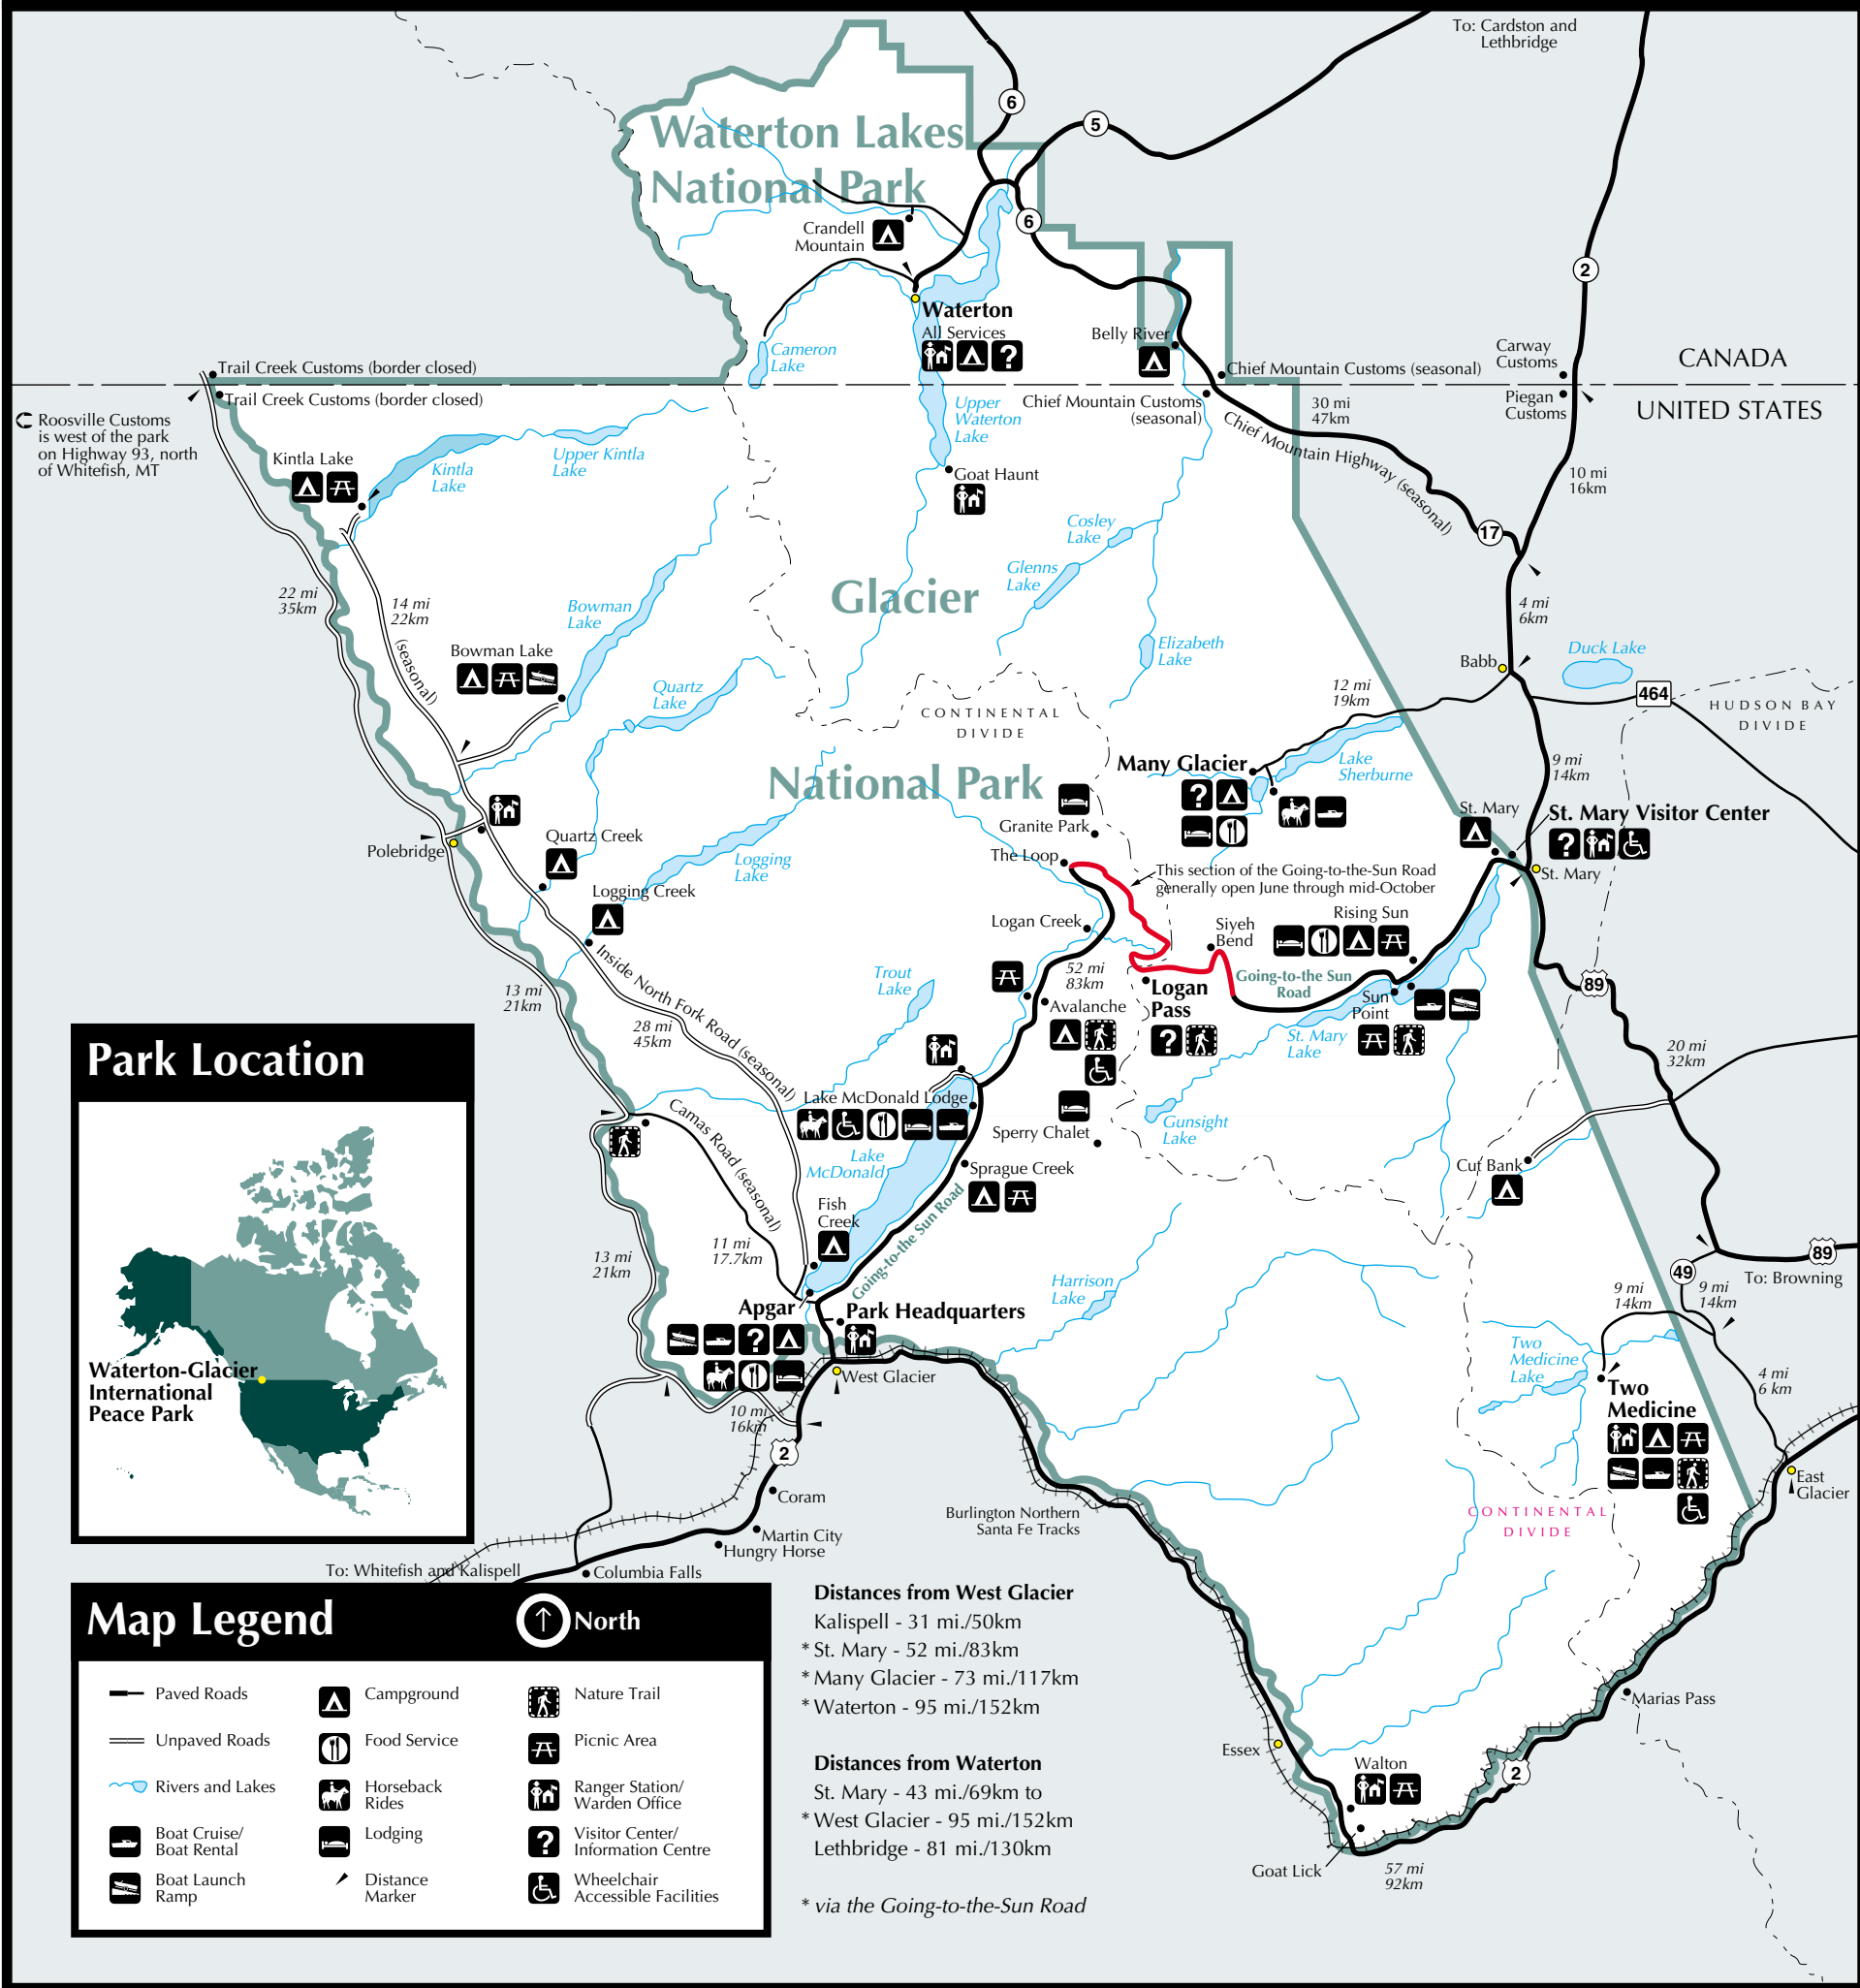 To: Cardston and
Lethbridge
6
5
Waterton Lakes
National Park
6
Crandell
Mountain
2
Waterton
All Services
Belly River
Cameron
Lake
Carway
Customs
CANADA
Trail Creek Customs (border closed)
Chief Mountain Customs (seasonal)
Trail Creek Customs (border closed)
Chief Mountain Customs
(seasonal)
Piegan
Customs
UNITED STATES
Roosville Customs
is west of the park
on Highway 93, north
of Whitefish, MT
30 mi
47km
Chief Mountain Highway (seasonal)
Upper
Waterton
Lake
Kintla Lake
Kintla
Lake
Upper Kintla
Lake
Goat Haunt
10 mi
16km
Cosley
Lake
17
Glenns
Lake
Glacier
22 mi
35km
14 mi
22km
(seasonal)
Bowman
Lake
4 mi
6km
Bowman Lake
Elizabeth
Lake
Babb
Duck Lake
Quartz
Lake
12 mi
19km
464
CONTINENTAL
DIVIDE
HUDSON BAY
DIVIDE
National Park
Many Glacier
Lake
Sherburne
9 mi
14km
St. Mary
St. Mary Visitor Center
Granite Park
Polebridge
Quartz Creek
The Loop
Logging
Lake
This section of the Going-to-the-Sun Road
generally open June through mid-October
St. Mary
Logging Creek
Logan Creek
Siyeh
Bend
Rising Sun
Inside North Fork Road (seasonal)
Trout
Lake
52 mi
83km
Going-to-the Sun
Road
89
13 mi
21km
Logan
Pass
Avalanche
Sun
Point
28 mi
45km
St. Mary
Lake
20 mi
32km
Park Location
Lake McDonald Lodge
Camas Road (seasonal)
Sperry Chalet
Gunsight
Lake
Lake
McDonald
Sprague Creek
Cut Bank
Fish
Creek
Going-to-the Sun Road
13 mi
21km
11 mi
17.7km
89
To: Browning
49
Harrison
Lake
9 mi
14km
9 mi
14km
Apgar
Park Headquarters
Two
Medicine
Lake
Waterton-Glacier
International
Peace Park
West Glacier
4 mi
6 km
Two
Medicine
10 mi
16km
2
East
Glacier
Coram
CONTINENTAL
DIVIDE
Burlington Northern
Santa Fe Tracks
Martin City
Hungry Horse
To: Whitefish and Kalispell
Columbia Falls
Map Legend
North
Paved Roads
Campground
Nature Trail
Unpaved Roads
Food Service
Picnic Area
Rivers and Lakes
Horseback
Rides
Ranger Station/
Warden Office
Boat Cruise/
Boat Rental
Lodging
Visitor Center/
Information Centre
Boat Launch
Ramp
Distance
Marker
Wheelchair
Accessible Facilities
Distances from West Glacier
Kalispell - 31 mi./50km
* St. Mary - 52 mi./83km
* Many Glacier - 73 mi./117km
* Waterton - 95 mi./152km
Distances from Waterton
St. Mary - 43 mi./69km to
* West Glacier - 95 mi./152km
Lethbridge - 81 mi./130km
* via the Going-to-the-Sun Road
Marias Pass
Essex
Walton
2
Goat Lick
57 mi
92km